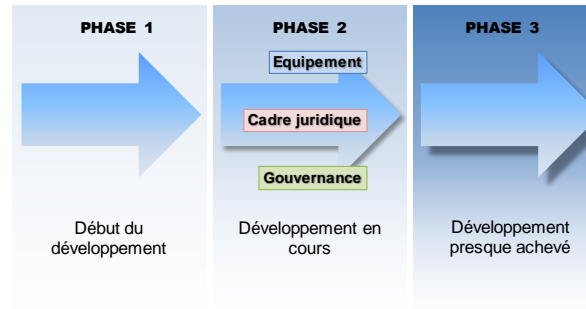 PHASE 1
Début du
développement
PHASE 2
Equipement
Cadre juridique
Gouvernance
Développement en
cours
PHASE 3
Développement
presque achevé